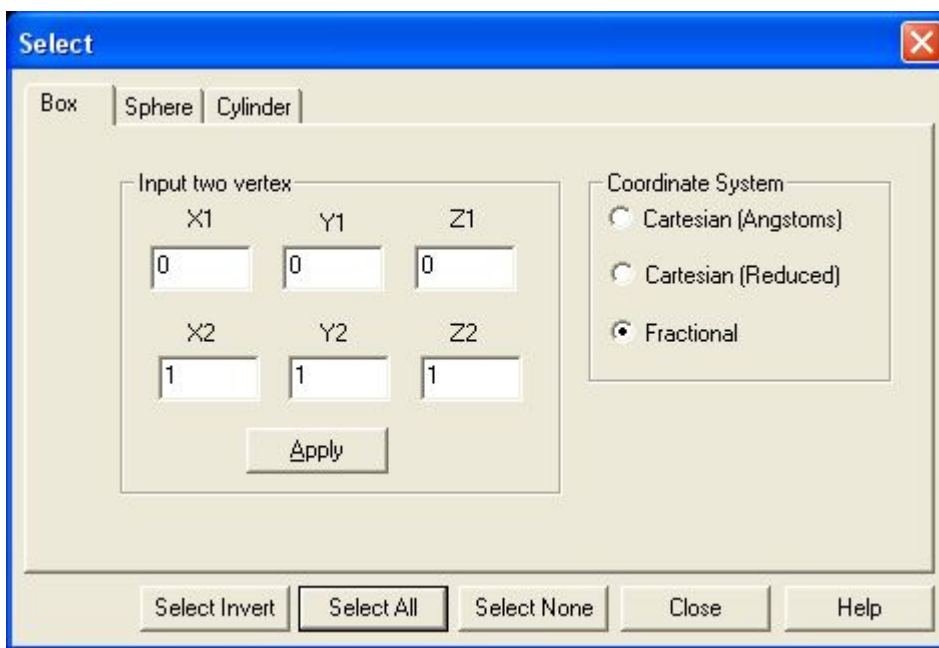 Select
Box Sphere Cylinder
Input two vertex
X1 Y1 Z1
0 0 0
X2 Y2 Z2
1 1 1
Apply
Coordinate System
Cartesian (Angstoms)
Cartesian (Reduced)
Fractional
Select Invert Select All Select None Close Help